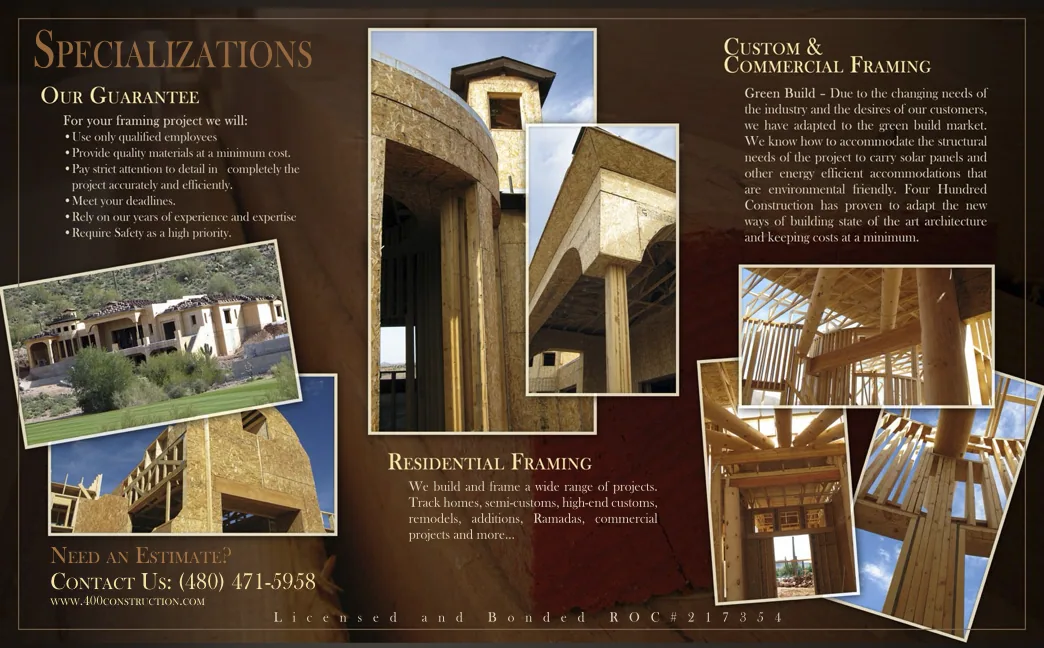 Specializations
Our Guarantee
For your framing project we will:
• Use only qualified employees
• Provide quality materials at a minimum cost.
• Pay strict attention to detail in completely the
project accurately and efficiently.
• Meet your deadlines.
• Rely on our years of experience and expertise
• Require Safety as a high priority.
Need an Estimate?
Contact Us: (480) 471-5958
www.400construction.com
Residential Framing
We build and frame a wide range of projects.
Track homes, semi-customs, high-end customs,
remodels, additions, Ramadas, commercial
projects and more...
Custom &
Commercial Framing
Green Build – Due to the changing needs of
the industry and the desires of our customers,
we have adapted to the green build market.
We know how to accommodate the structural
needs of the project to carry solar panels and
other energy efficient accommodations that
are environmental friendly. Four Hundred
Construction has proven to adapt the new
ways of building state of the art architecture
and keeping costs at a minimum.
Licensed and Bonded ROC#217354